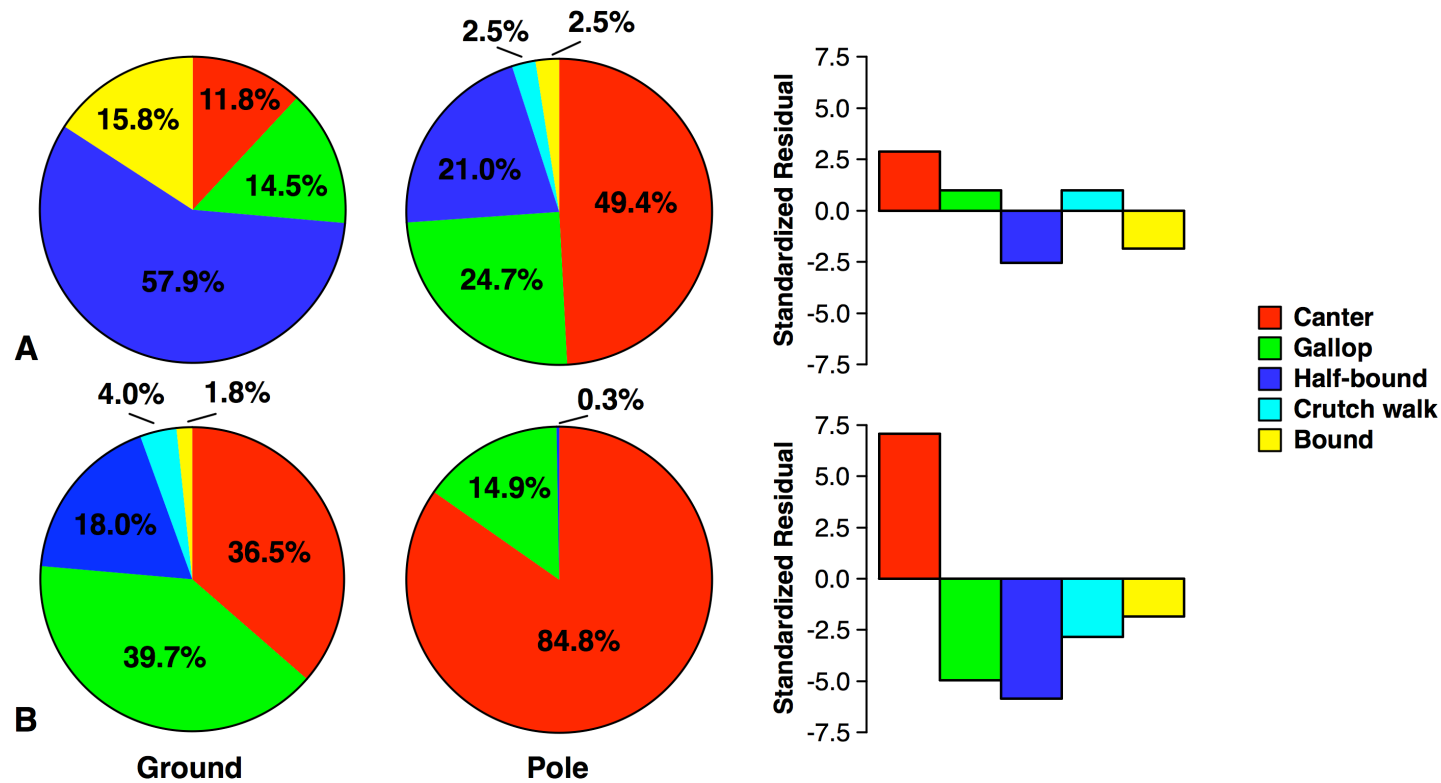 2.5%
2.5%
11.8%
14.5%
57.9%
15.8%
49.4%
24.7%
21.0%
A
Standardized Residual
7.5
5.0
2.5
0.0
-2.5
-5.0
-7.5
Canter
Gallop
Half-bound
Crutch walk
Bound
4.0%
1.8%
0.3%
36.5%
39.7%
18.0%
14.9%
84.8%
B
Standardized Residual
7.5
5.0
2.5
0.0
-2.5
-5.0
-7.5
Ground
Pole